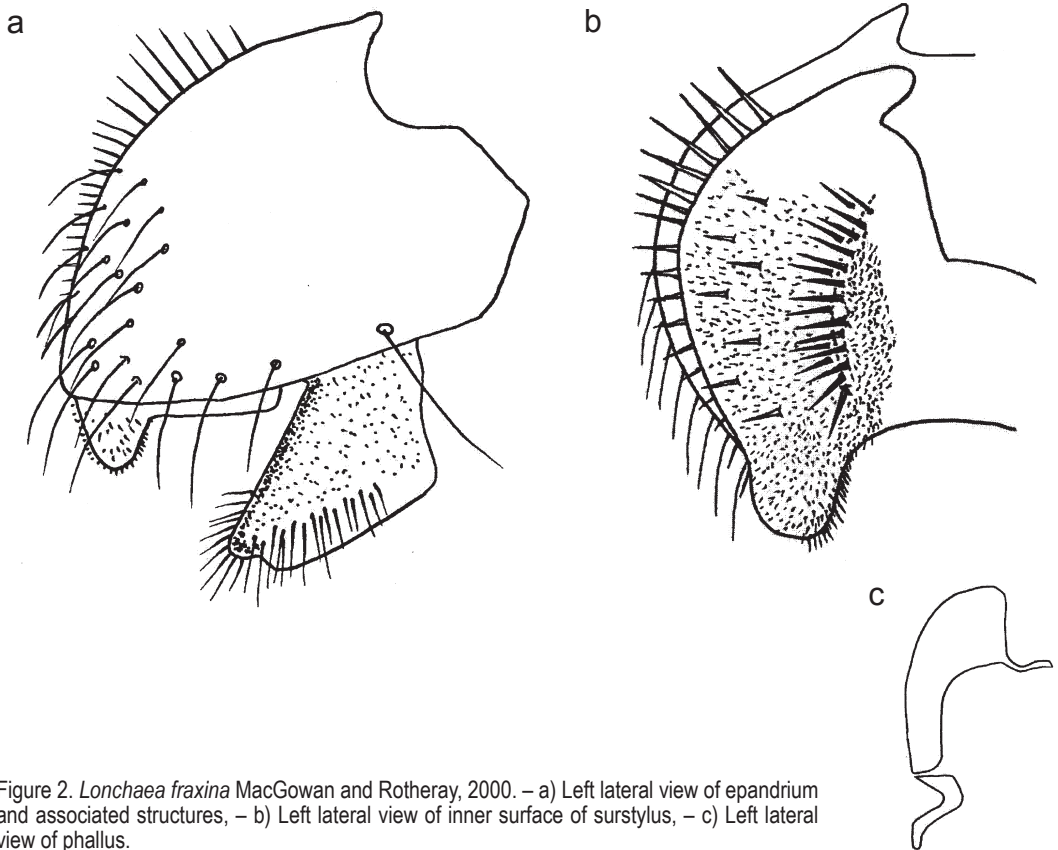 a
b
c
Figure 2. Lonchaea fraxina MacGowan and Rotheray, 2000. – a) Left lateral view of epandrium
and associated structures, – b) Left lateral view of inner surface of surstylus, – c) Left lateral
view of phallus.